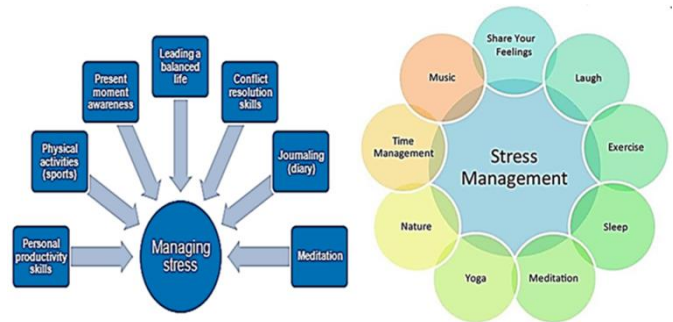 Leading a
balanced
life
Present
moment
awareness
Conflict
resolution
skills
Physical
activities
(sports)
Journaling
(diary)
Personal
productivity
skills
Managing
stress
Meditation
Share Your
Feelings
Music
Laugh
Time
Management
Exercise
Stress
Management
Nature
Sleep
Yoga
Meditation